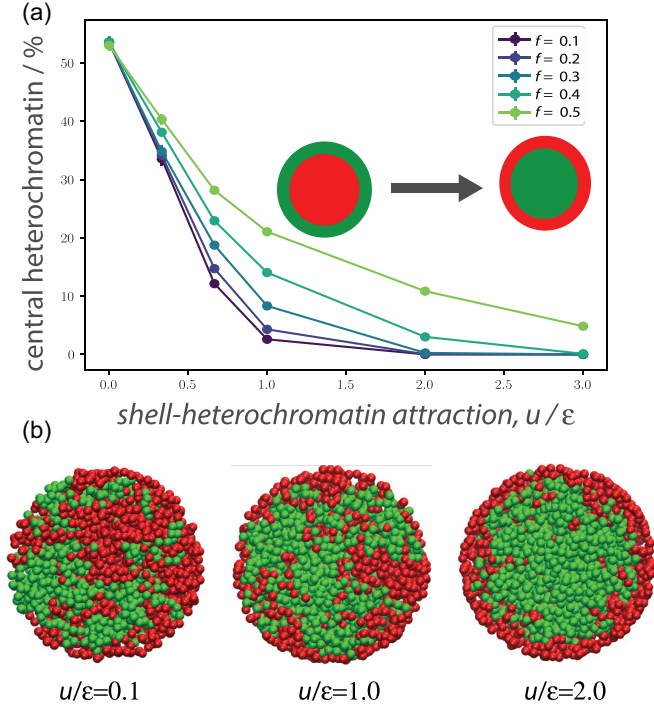 (a)
central heterochromatin / %
50
40
30
20
10
0
f = 0.1
f = 0.2
f = 0.3
f = 0.4
f = 0.5
0.0 0.5 1.0 1.5 2.0 2.5 3.0
shell-heterochromatin attraction, u / ε
(b)
u/ε=0.1 u/ε=1.0 u/ε=2.0